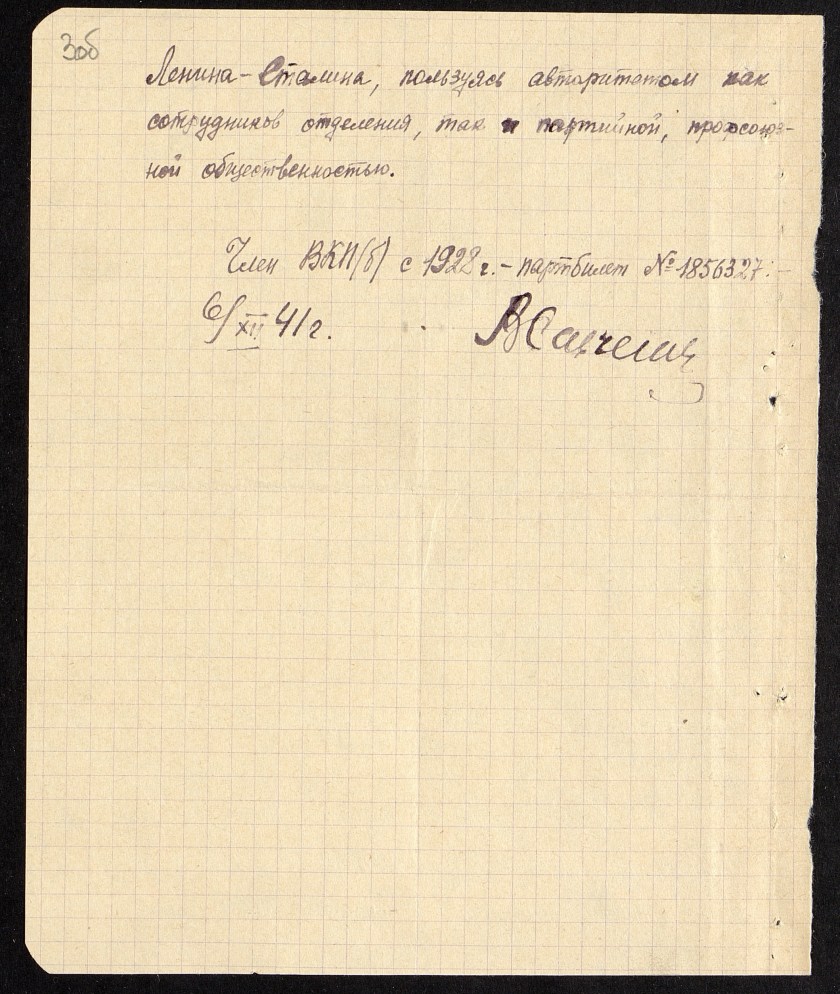 3об
Ленина-Сталина, пользуясь авторитетом как
сотрудников отделения, так и партийной, профсоюз-
ной общественностью.
Член ВКП(б) с 1928 г. - партбилет № 1856327.-
6/XII 41 г.